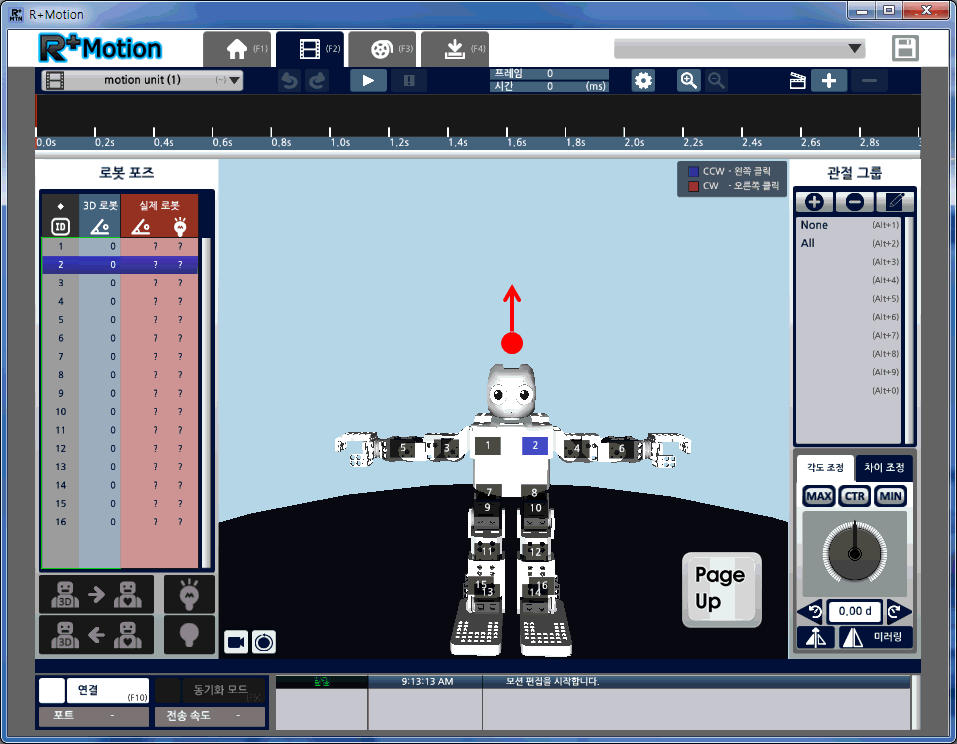 R+Motion
R+Motion
(F1)
(F2)
(F3)
(F4)
motion unit (1)
(~)
프레임 0
시간 0 (ms)
0.0s 0.2s 0.4s 0.6s 0.8s 1.0s 1.2s 1.4s 1.6s 1.8s 2.0s 2.2s 2.4s 2.6s 2.8s
로봇 포즈
3D 로봇 실제 로봇
ID
1 0 ? ?
2 0 ? ?
3 0 ? ?
4 0 ? ?
5 0 ? ?
6 0 ? ?
7 0 ? ?
8 0 ? ?
9 0 ? ?
10 0 ? ?
11 0 ? ?
12 0 ? ?
13 0 ? ?
14 0 ? ?
15 0 ? ?
16 0 ? ?
3D
3D
CCW - 왼쪽 클릭
CW - 오른쪽 클릭
5 3 1 2 4 6
7 8
9 10
11 12
15 16
13 14
Page
Up
관절 그룹
None (Alt+1)
All (Alt+2)
(Alt+3)
(Alt+4)
(Alt+5)
(Alt+6)
(Alt+7)
(Alt+8)
(Alt+9)
(Alt+0)
각도 조정 차이 조정
MAX CTR MIN
0.00 d
미러링
연결 (F10)
동기화 모드
포트 -
전송 속도 -
알림 9:13:13 AM 모션 편집을 시작합니다.